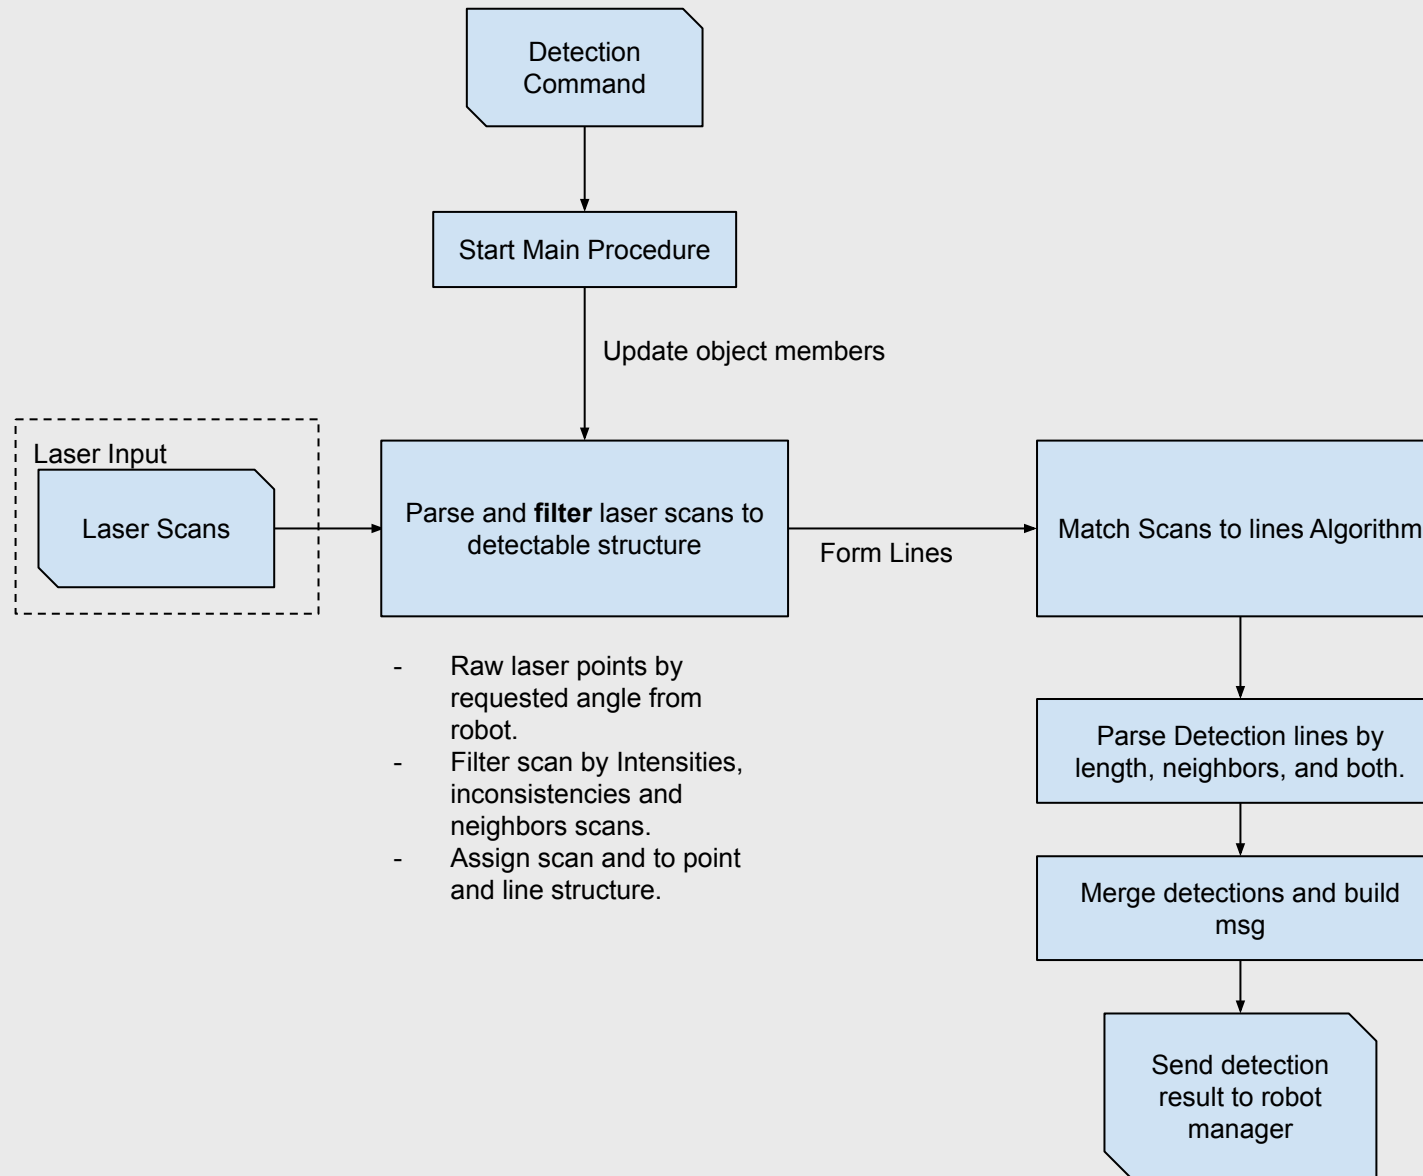 Detection
Command
Start Main Procedure
Update object members
Laser Input
Laser Scans
Parse and filter laser scans to
detectable structure
Form Lines
Match Scans to lines Algorithm
- Raw laser points by
requested angle from
robot.
- Filter scan by Intensities,
inconsistencies and
neighbors scans.
- Assign scan and to point
and line structure.
Parse Detection lines by
length, neighbors, and both.
Merge detections and build
msg
Send detection
result to robot
manager